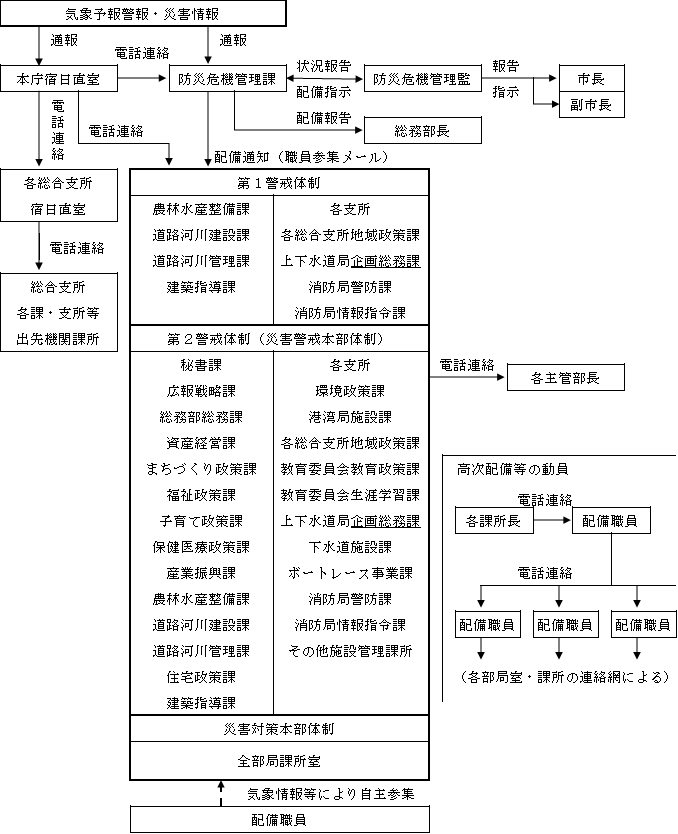 気象予報警報・災害情報
通報
通報
電話連絡
本庁宿日直室
防災危機管理課
状況報告
配備指示
防災危機管理監
報告
指示
市長
副市長
電話連絡
電話連絡
配備報告
総務部長
配備通知（職員参集メール）
各総合支所
宿日直室
電話連絡
総合支所
各課・支所等
出先機関課所
第１警戒体制
農林水産整備課
各支所
道路河川建設課
各総合支所地域政策課
道路河川管理課
上下水道局企画総務課
建築指導課
消防局警防課
消防局情報指令課
第２警戒体制（災害警戒本部体制）
秘書課
各支所
広報戦略課
環境政策課
総務部総務課
港湾局施設課
資産経営課
各総合支所地域政策課
まちづくり政策課
教育委員会教育政策課
福祉政策課
教育委員会生涯学習課
子育て政策課
上下水道局企画総務課
保健医療政策課
下水道施設課
産業振興課
ボートレース事業課
農林水産整備課
消防局警防課
道路河川建設課
消防局情報指令課
道路河川管理課
その他施設管理課所
住宅政策課
建築指導課
災害対策本部体制
全部局課所室
気象情報等により自主参集
配備職員
電話連絡
各主管部長
高次配備等の動員
電話連絡
各課所長
配備職員
電話連絡
配備職員
配備職員
配備職員
（各部局室・課所の連絡網による）